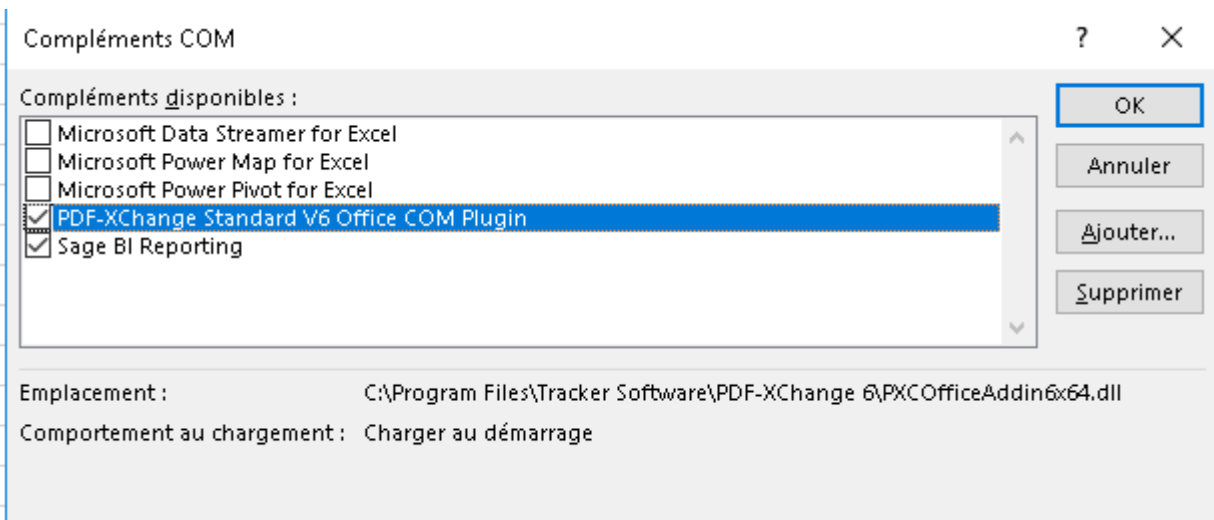 Compléments COM
?
Compléments disponibles :
OK
Microsoft Data Streamer for Excel
Microsoft Power Map for Excel
Annuler
Microsoft Power Pivot for Excel
PDF-XChange Standard V6 Office COM Plugin
Ajouter...
Sage BI Reporting
Supprimer
Emplacement : C:\Program Files\Tracker Software\PDF-XChange 6\PXCOfficeAddin6x64.dll
Comportement au chargement : Charger au démarrage